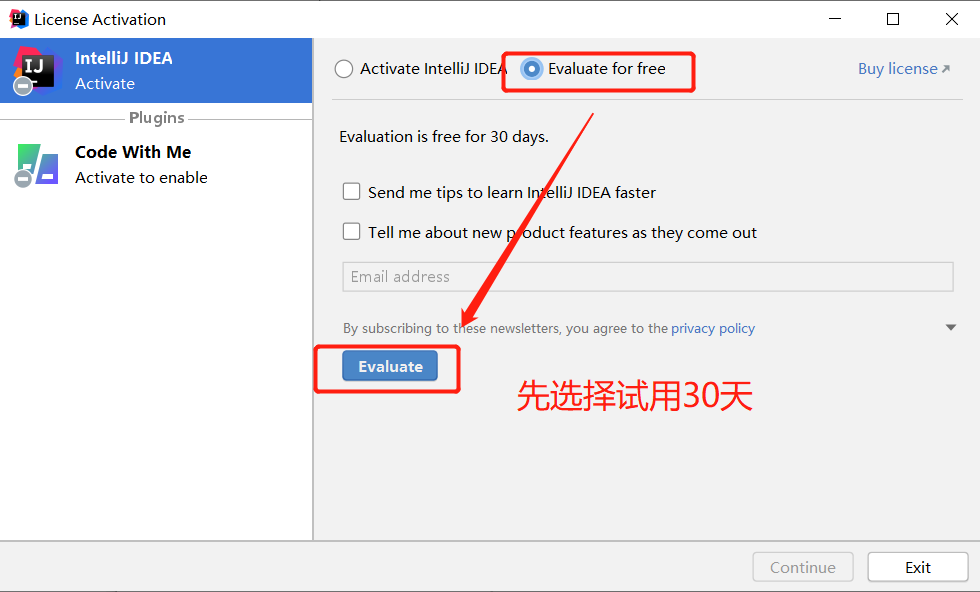 License Activation
IntelliJ IDEA
Activate
Plugins
Code With Me
Activate to enable
Activate IntelliJ IDEA
Evaluate for free
Buy license
Evaluation is free for 30 days.
Send me tips to learn IntelliJ IDEA faster
Tell me about new product features as they come out
Email address
By subscribing to these newsletters, you agree to the privacy policy
Evaluate
先选择试用30天
Continue
Exit